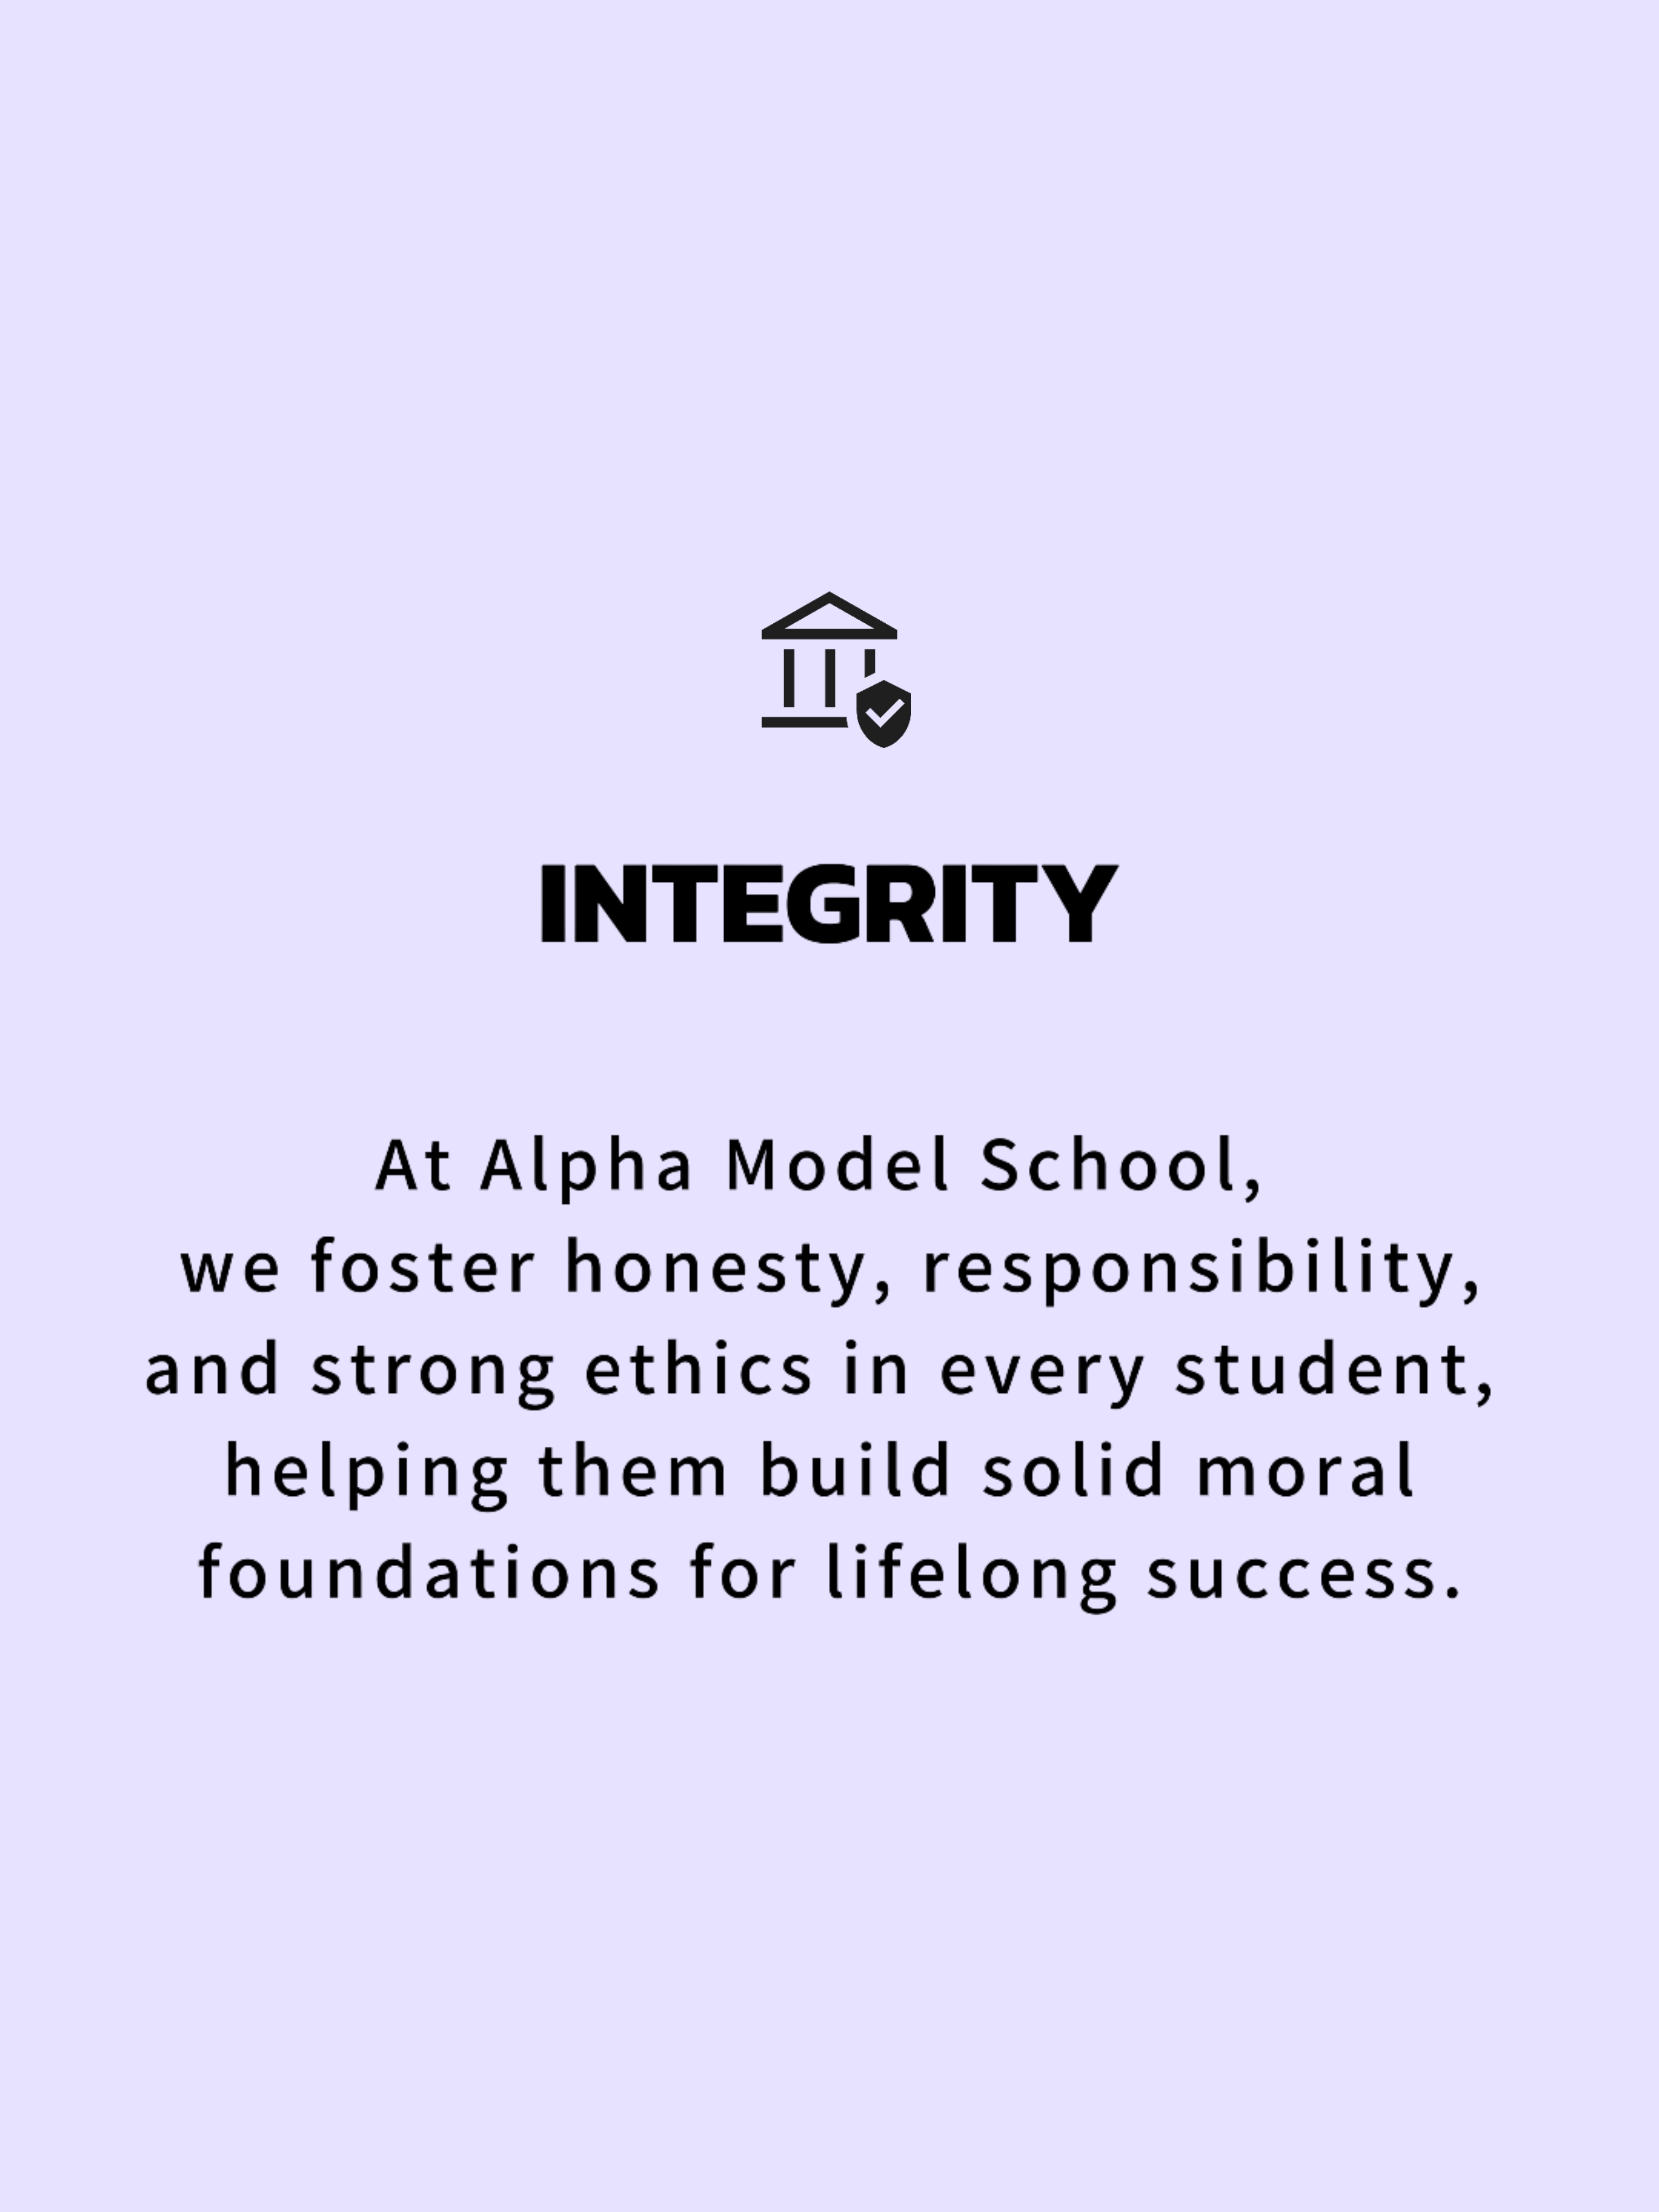 INTEGRITY
At Alpha Model School,
we foster honesty, responsibility,
and strong ethics in every student,
helping them build solid moral
foundations for lifelong success.